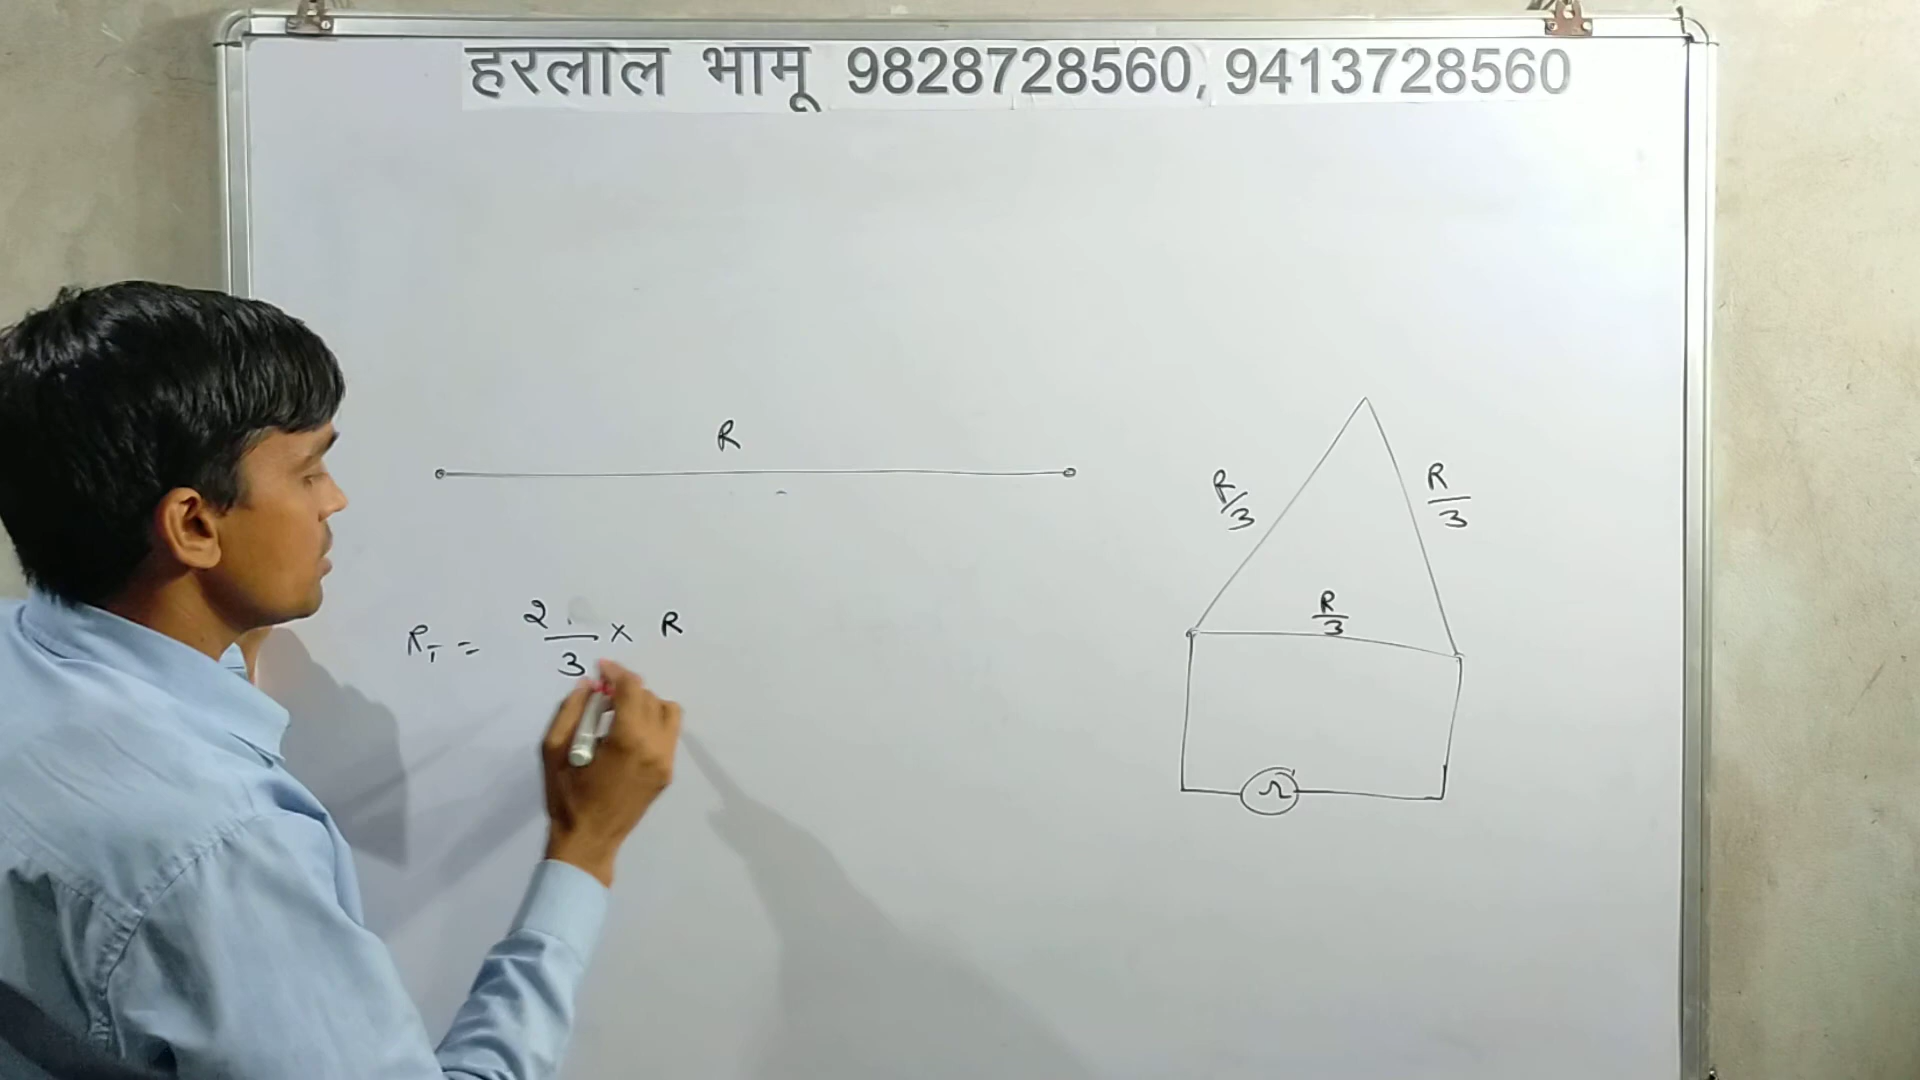 हरलाल भामू 9828728560, 9413728560
R
R/3
R/3
R/3
R_T = 2/3 × R
Ω